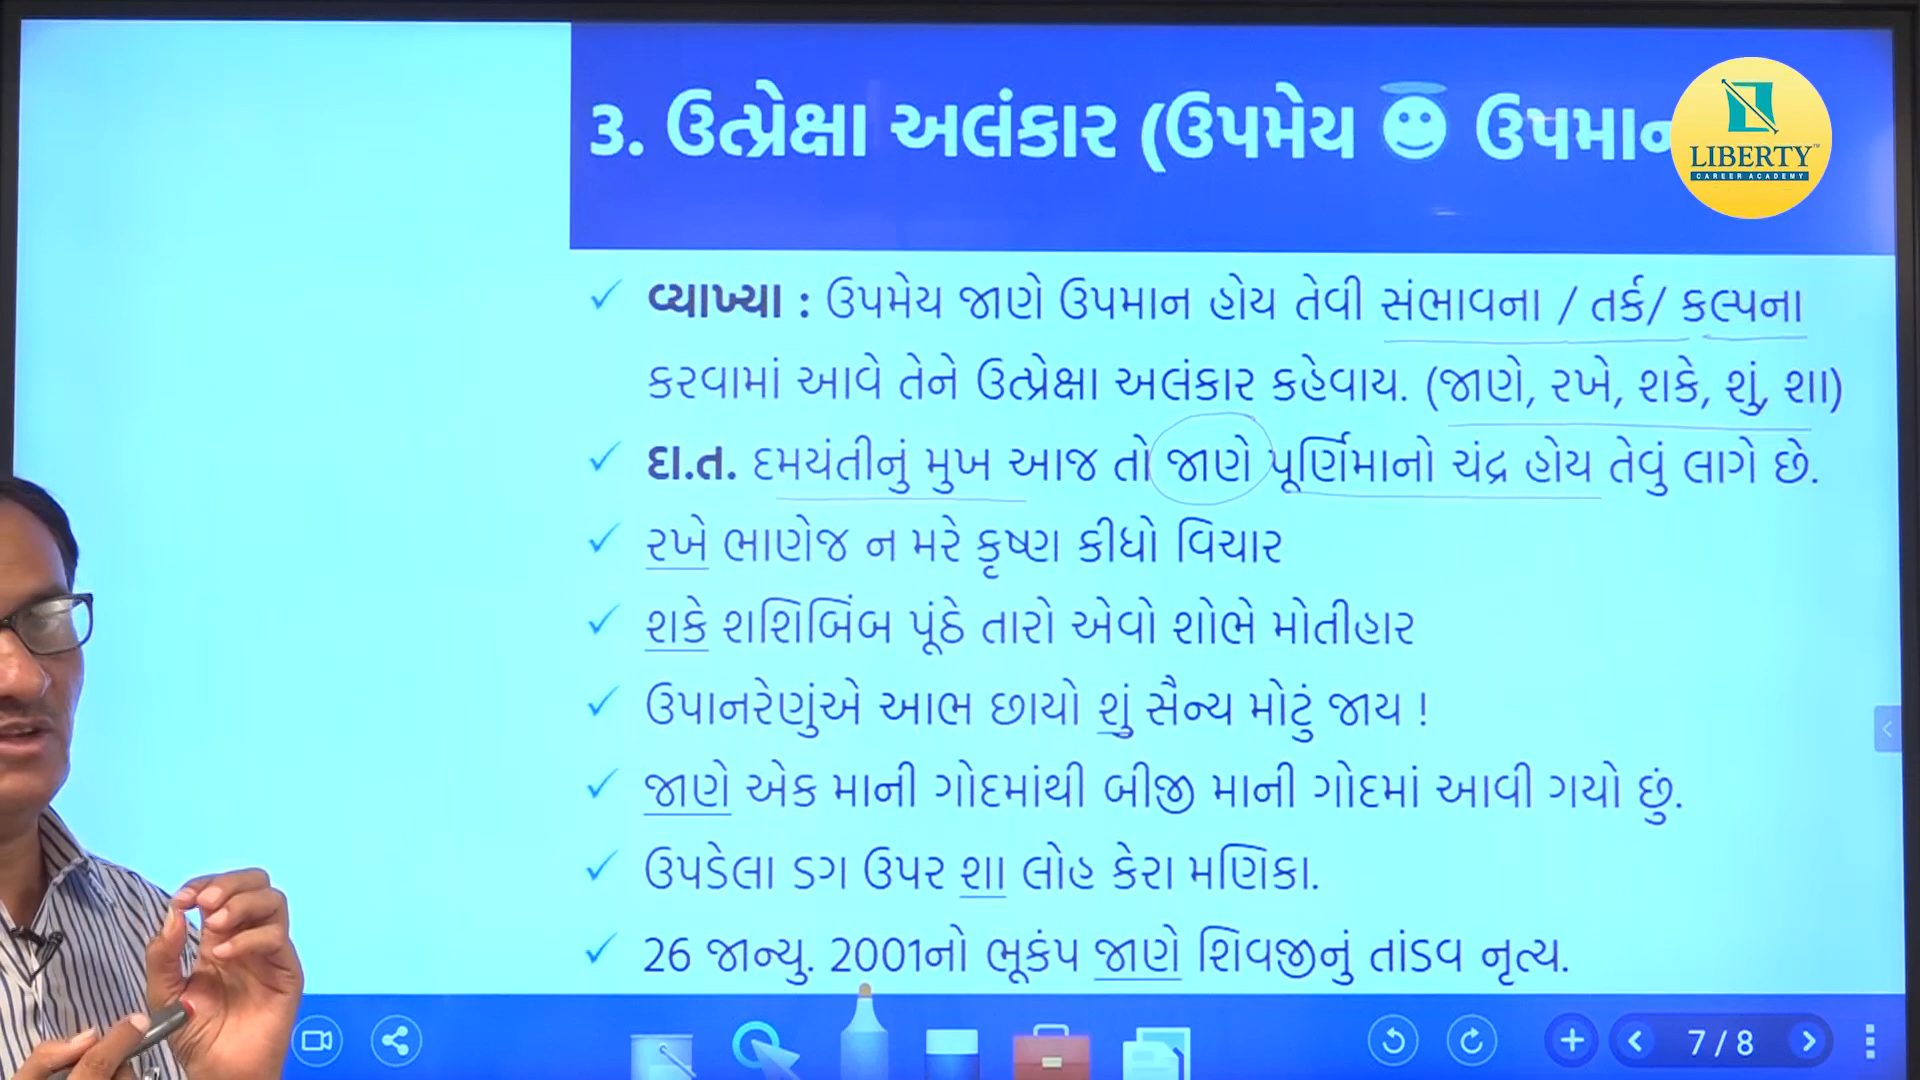 ૩. ઉત્પ્રેક્ષા અલંકાર (ઉપમેય ઉપમાન
LIBERTY
CAREER ACADEMY
✓ વ્યાખ્યા : ઉપમેય જાણે ઉપમાન હોય તેવી સંભાવના / તર્ક/ કલ્પના
કરવામાં આવે તેને ઉત્પ્રેક્ષા અલંકાર કહેવાય. (જાણે, રખે, શકે, શું, શા)
✓ દા.ત. દમયંતીનું મુખ આજ તો જાણે પૂર્ણિમાનો ચંદ્ર હોય તેવું લાગે છે.
✓ રખે ભાણેજ ન મરે કૃષ્ણ કીધો વિચાર
✓ શકે શશિબિંબ પૂંઠે તારો એવો શોભે મોતીહાર
✓ ઉપાનરેણુંએ આભ છાયો શું સૈન્ય મોટું જાય !
✓ જાણે એક માની ગોદમાંથી બીજી માની ગોદમાં આવી ગયો છું.
✓ ઉપડેલા ડગ ઉપર શા લોહ કેરા મણિકા.
✓ 26 જાન્યુ. 2001નો ભૂકંપ જાણે શિવજીનું તાંડવ નૃત્ય.
7 / 8